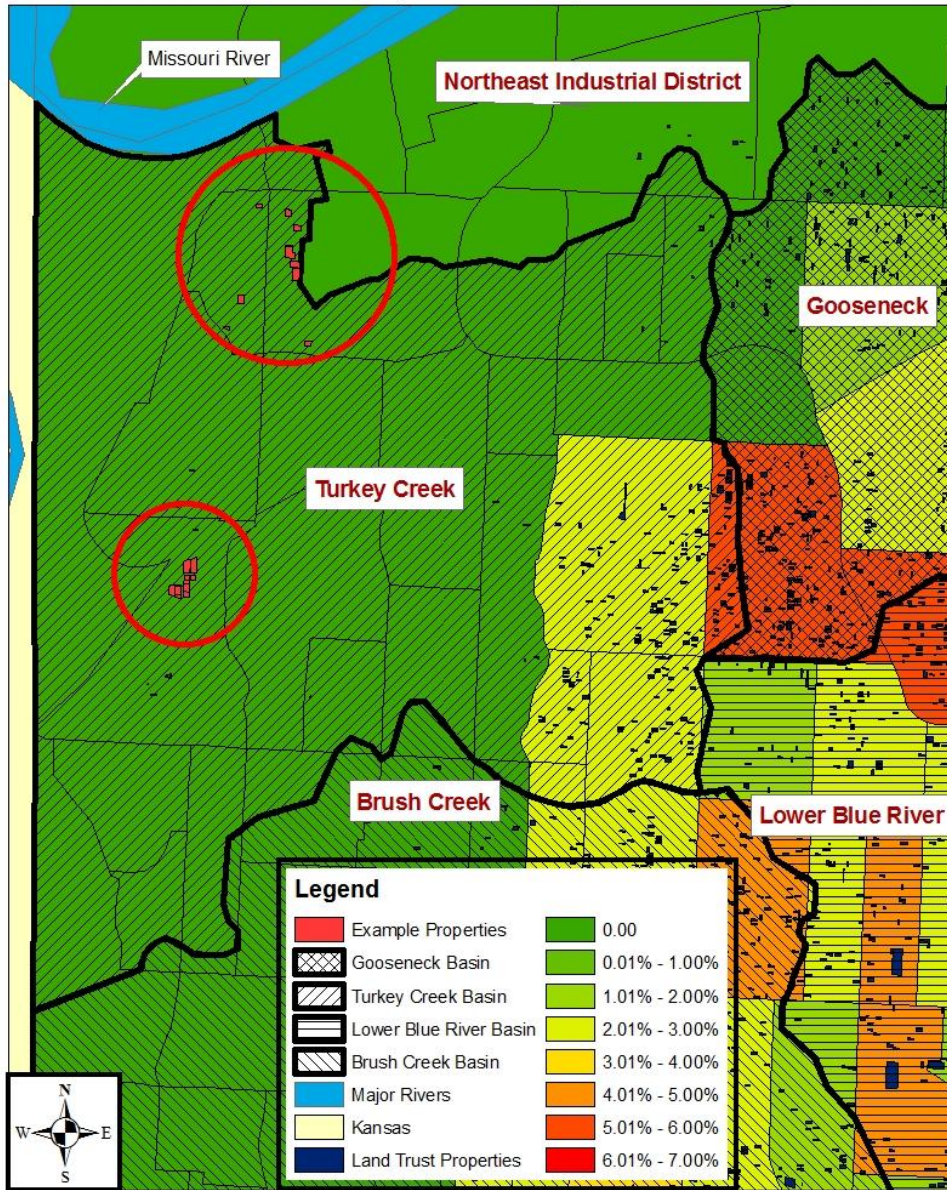 Missouri River
Northeast Industrial District
Gooseneck
Turkey Creek
Brush Creek
Lower Blue River
Legend
Example Properties
Gooseneck Basin
Turkey Creek Basin
Lower Blue River Basin
Brush Creek Basin
Major Rivers
Kansas
Land Trust Properties
0.00
0.01% - 1.00%
1.01% - 2.00%
2.01% - 3.00%
3.01% - 4.00%
4.01% - 5.00%
5.01% - 6.00%
6.01% - 7.00%
N
W E
S